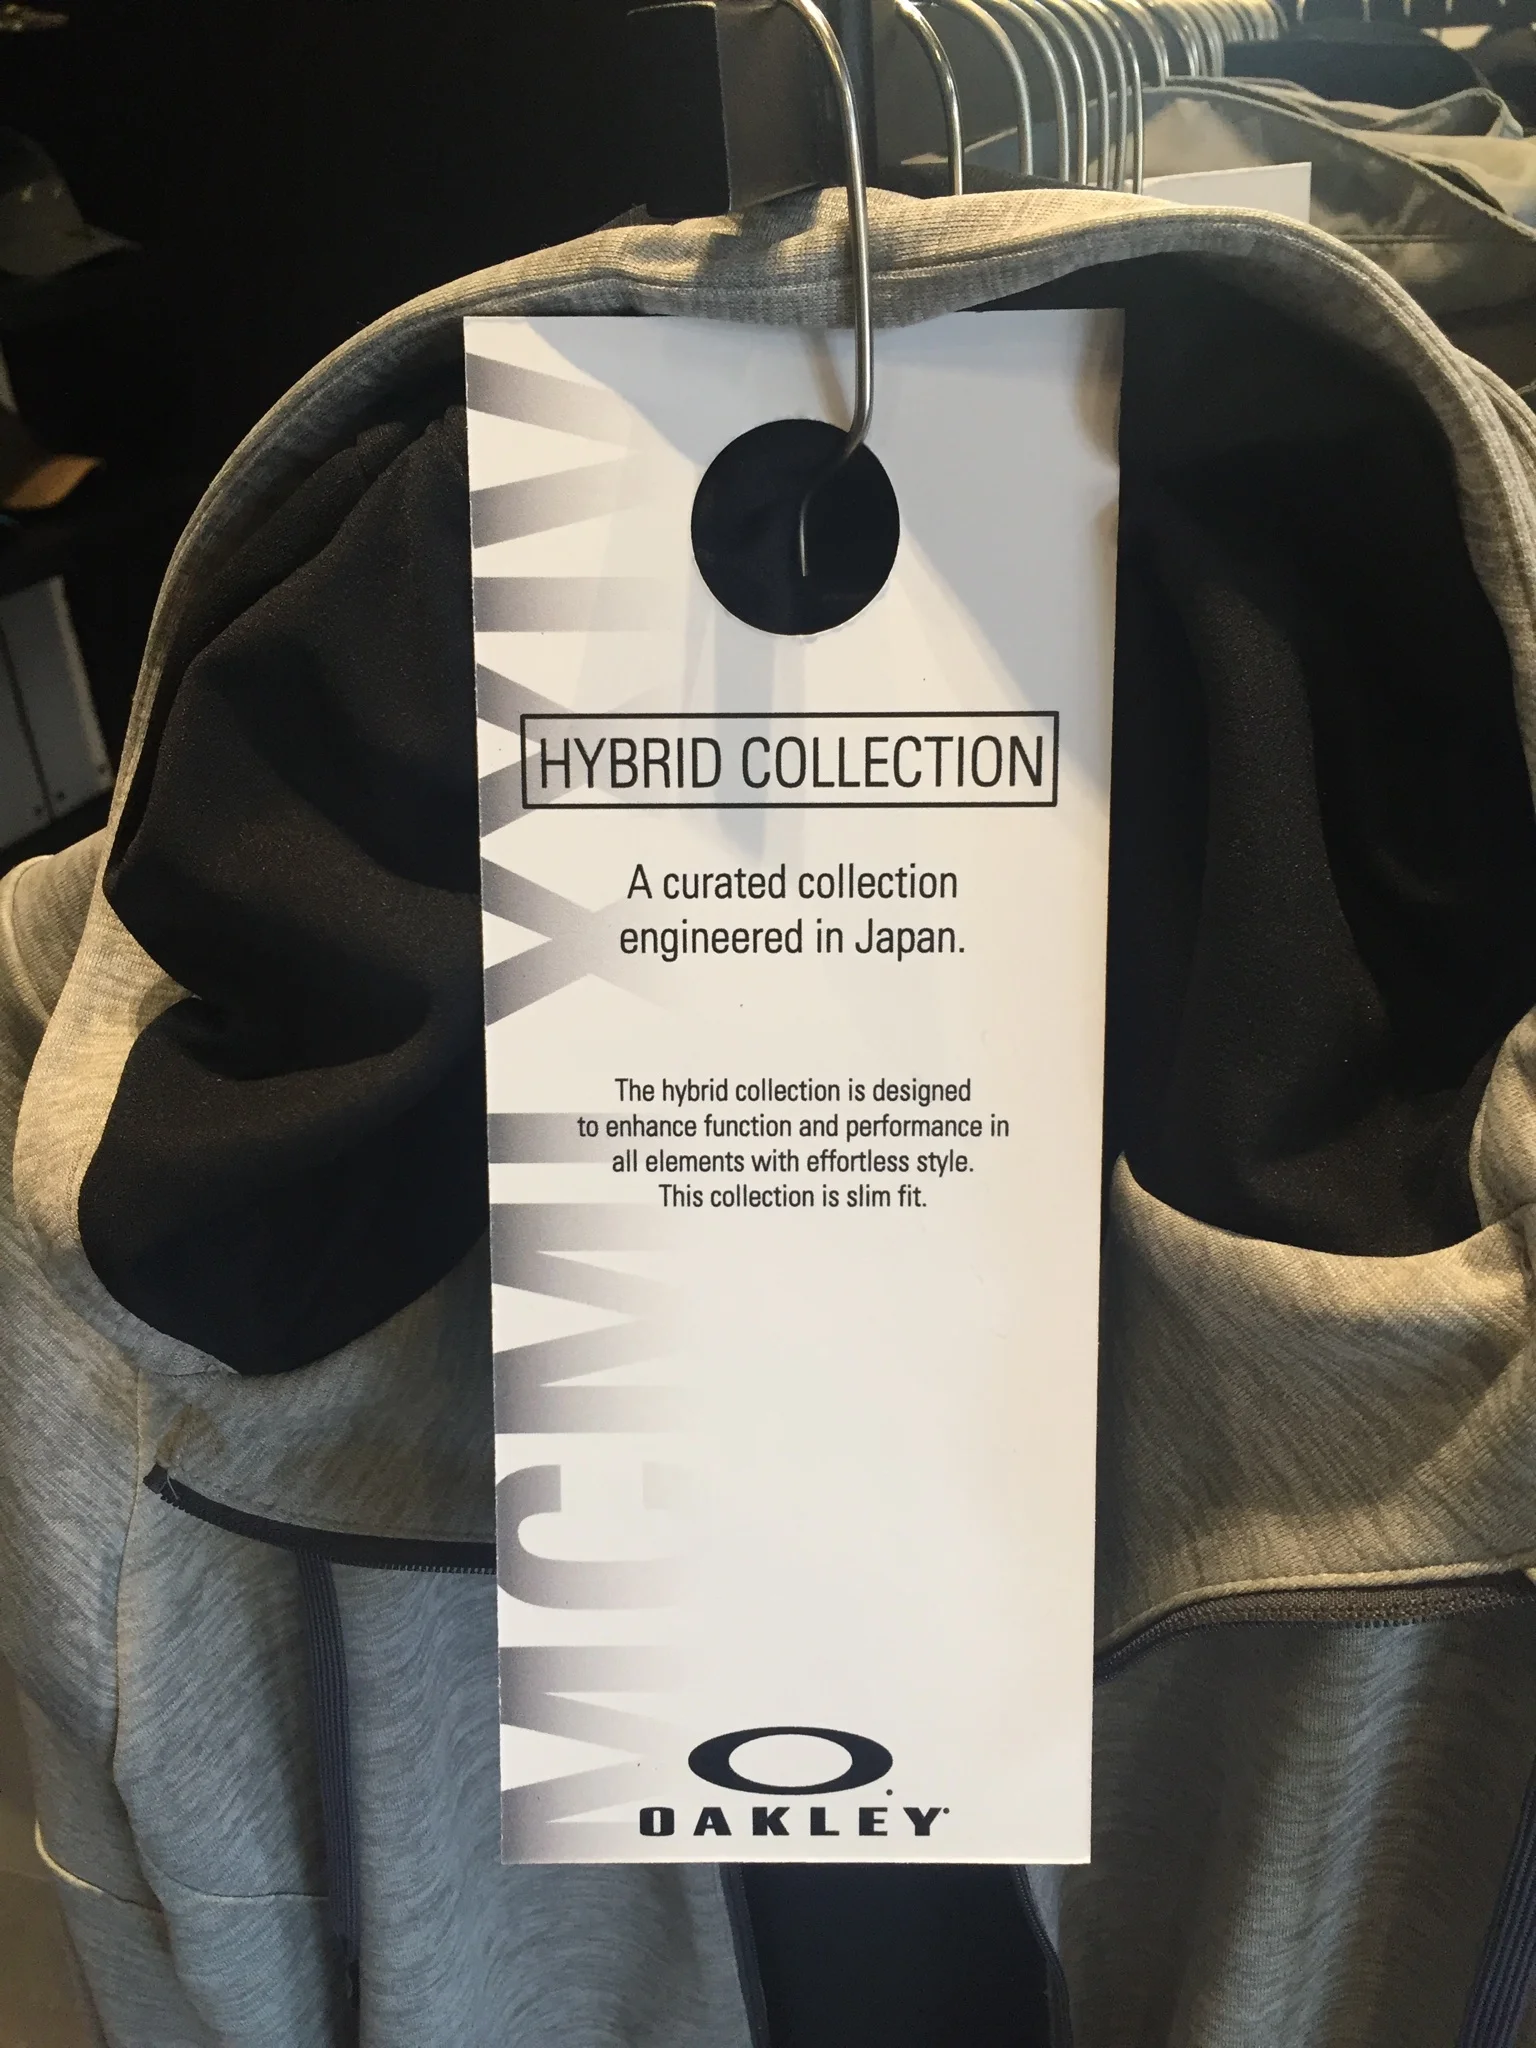 HYBRID COLLECTION
A curated collection
engineered in Japan.
The hybrid collection is designed
to enhance function and performance in
all elements with effortless style.
This collection is slim fit.
OAKLEY